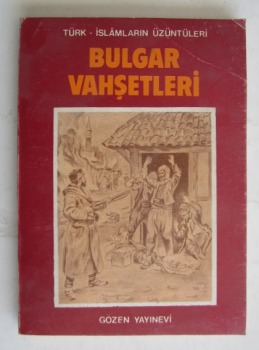 TÜRK - İSLÂMLARIN ÜZÜNTÜLERİ
BULGAR
VAHŞETLERİ
GÖZEN YAYINEVİ